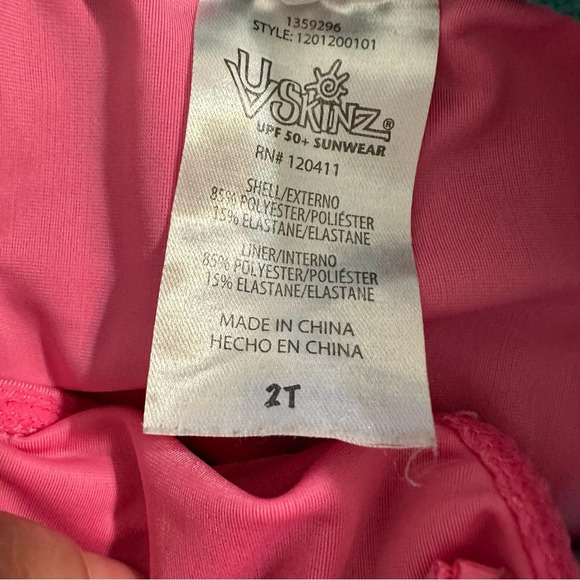 1359296
STYLE: 1201200101
UV SKINZ®
UPF 50+ SUNWEAR
RN# 120411
SHELL/EXTERNO
85% POLYESTER/POLIÉSTER
15% ELASTANE/ELASTANE
LINER/INTERNO
85% POLYESTER/POLIÉSTER
15% ELASTANE/ELASTANE
MADE IN CHINA
HECHO EN CHINA
2T